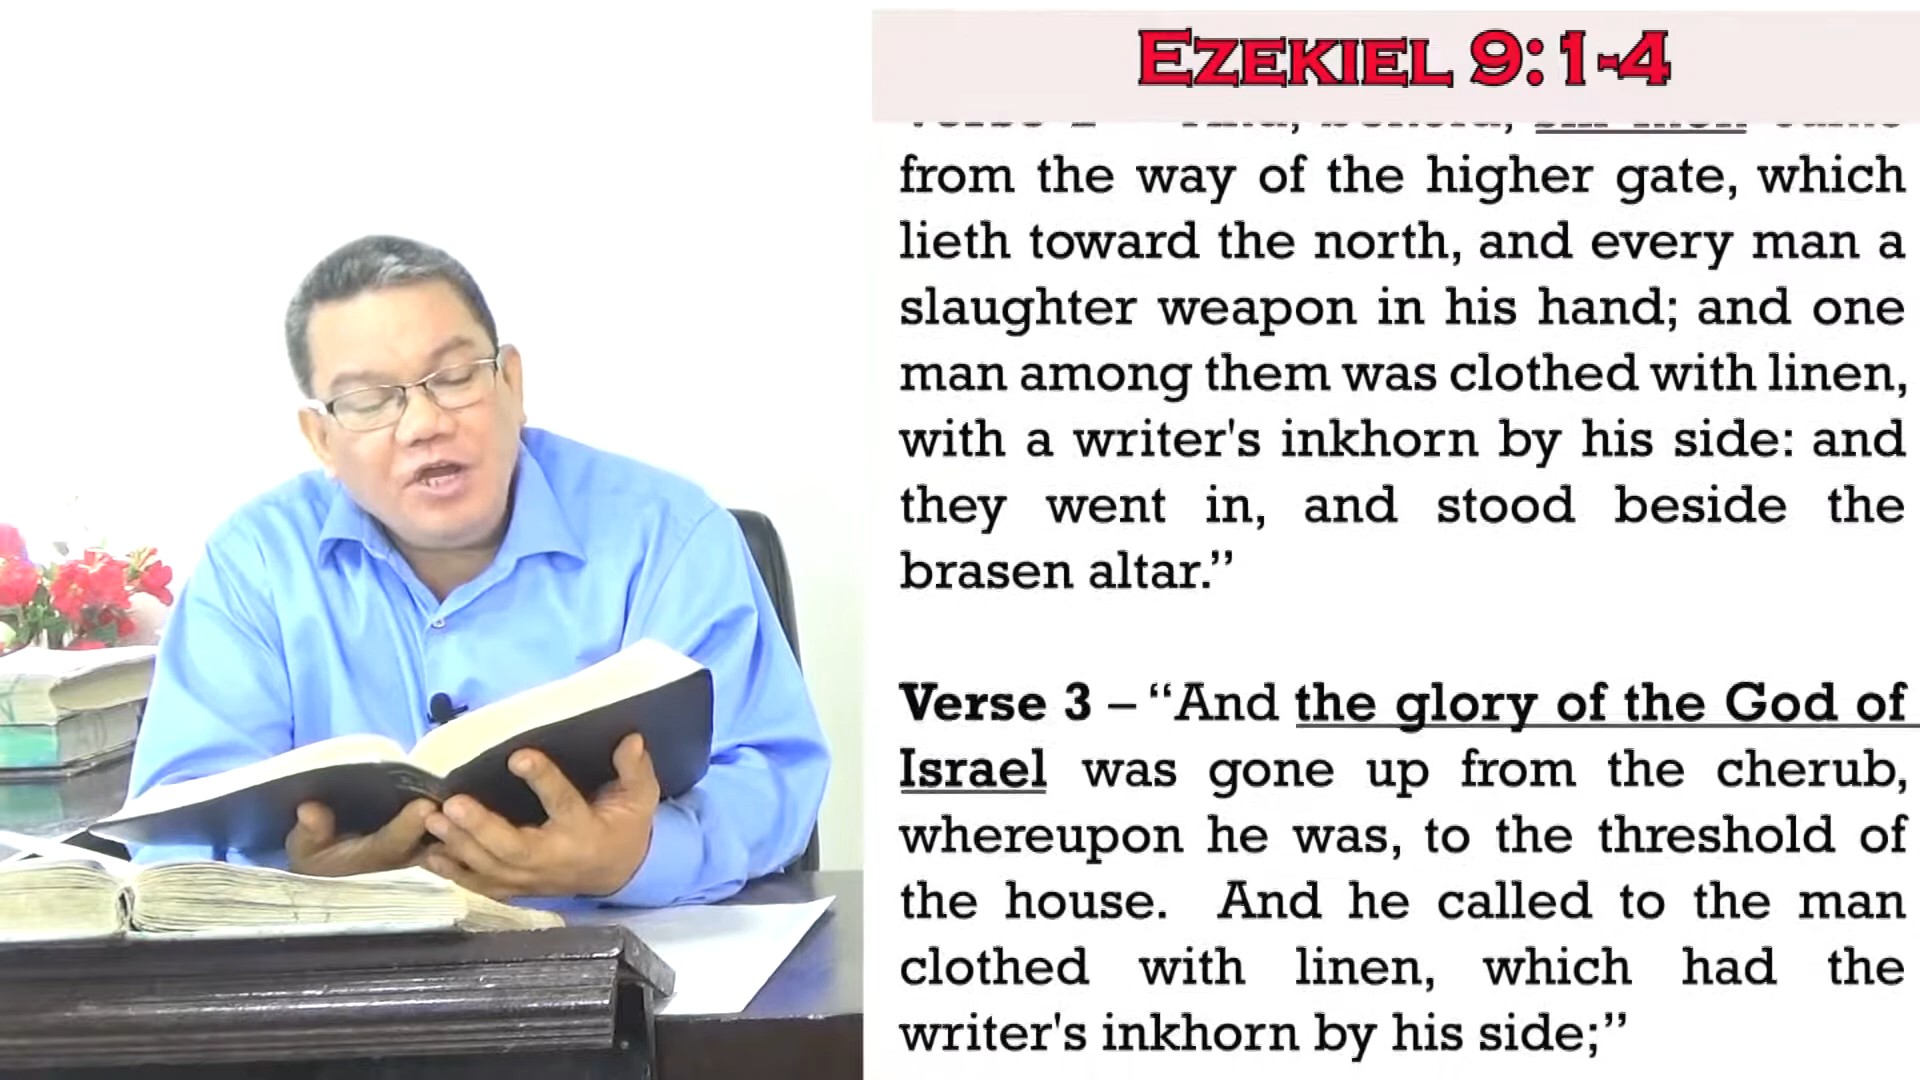 EZEKIEL 9:1-4
from the way of the higher gate, which
lieth toward the north, and every man a
slaughter weapon in his hand; and one
man among them was clothed with linen,
with a writer's inkhorn by his side: and
they went in, and stood beside the
brasen altar.”
Verse 3 – “And the glory of the God of
Israel was gone up from the cherub,
whereupon he was, to the threshold of
the house. And he called to the man
clothed with linen, which had the
writer's inkhorn by his side;”